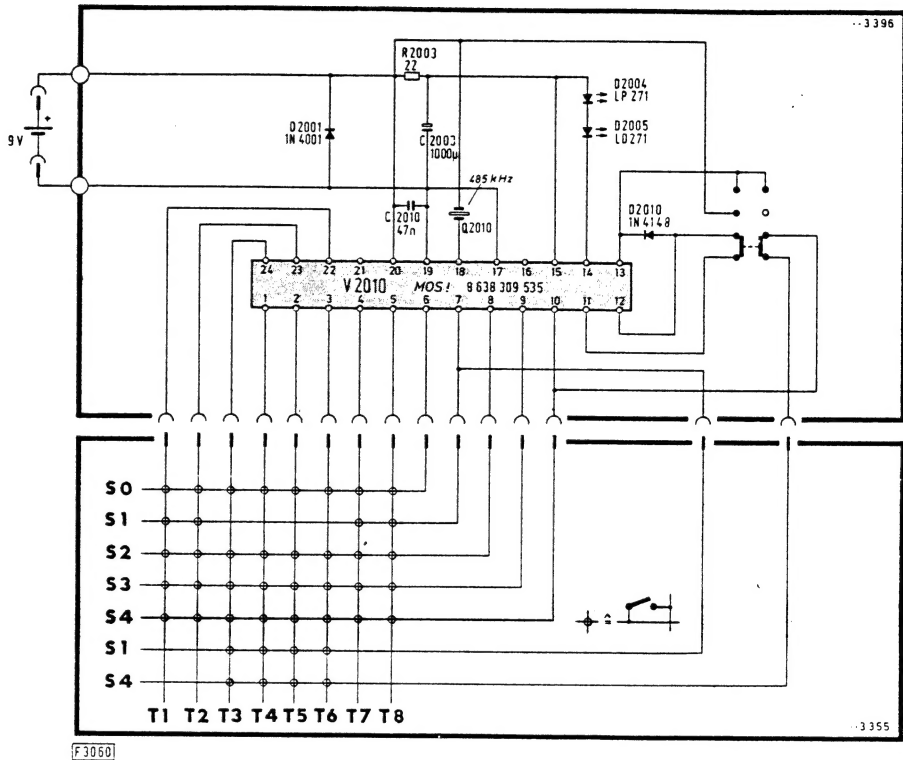 ··3396
R2003
22
D2004
LP 271
D2005
LD271
+
9V
D2001
1N 4001
C 2003
1000µ
485 kHz
C 2010
47n
Q2010
D2010
1N 4148
24 23 22 21 20 19 18 17 16 15 14 13
V 2010 MOS! 8 638 309 535
1 2 3 4 5 6 7 8 9 10 11 12
S0
S1
S2
S3
S4
S1
S4
T1 T2 T3 T4 T5 T6 T7 T8
··3355
F3060